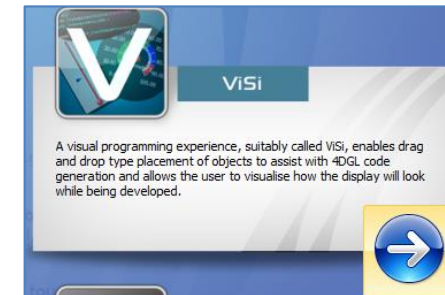 V
ViSi
A visual programming experience, suitably called ViSi, enables drag
and drop type placement of objects to assist with 4DGL code
generation and allows the user to visualise how the display will look
while being developed.